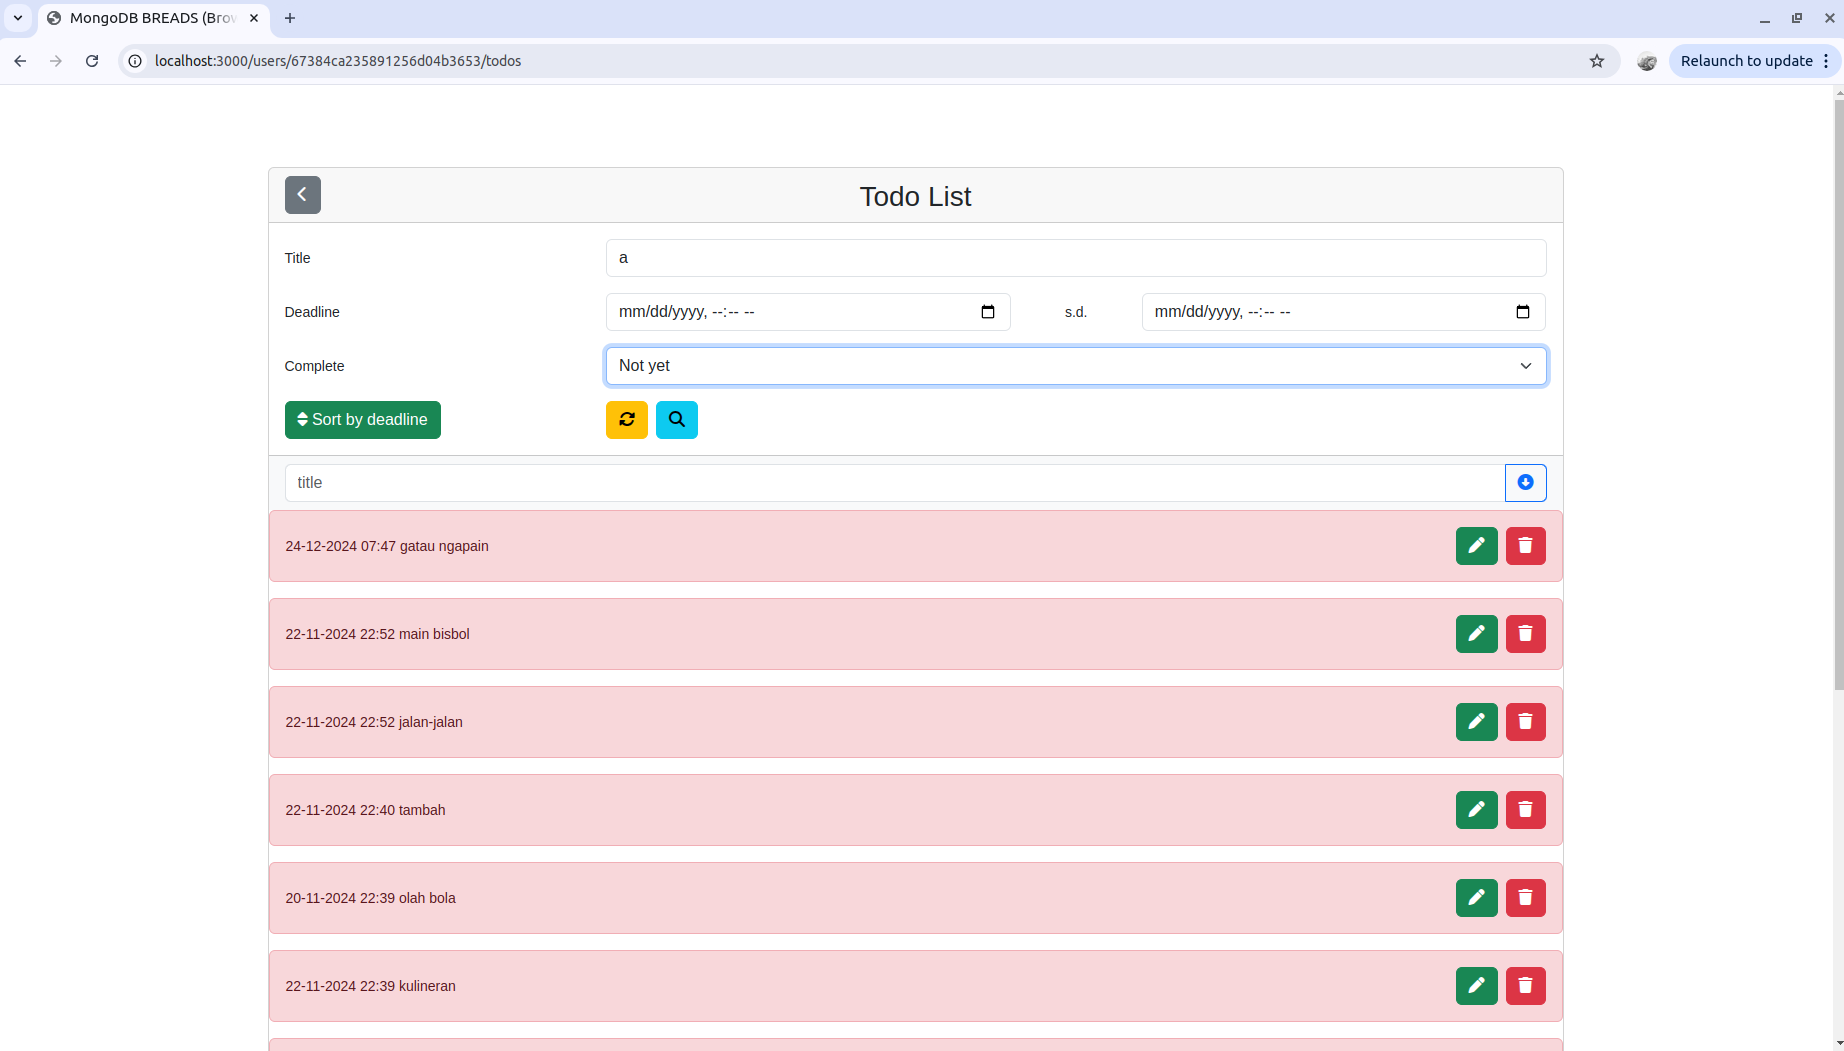 MongoDB BREADS (Brow
localhost:3000/users/67384ca235891256d04b3653/todos
Relaunch to update
Todo List
Title
a
Deadline
mm/dd/yyyy, --:-- --
s.d.
mm/dd/yyyy, --:-- --
Complete
Not yet
Sort by deadline
title
24-12-2024 07:47 gatau ngapain
22-11-2024 22:52 main bisbol
22-11-2024 22:52 jalan-jalan
22-11-2024 22:40 tambah
20-11-2024 22:39 olah bola
22-11-2024 22:39 kulineran